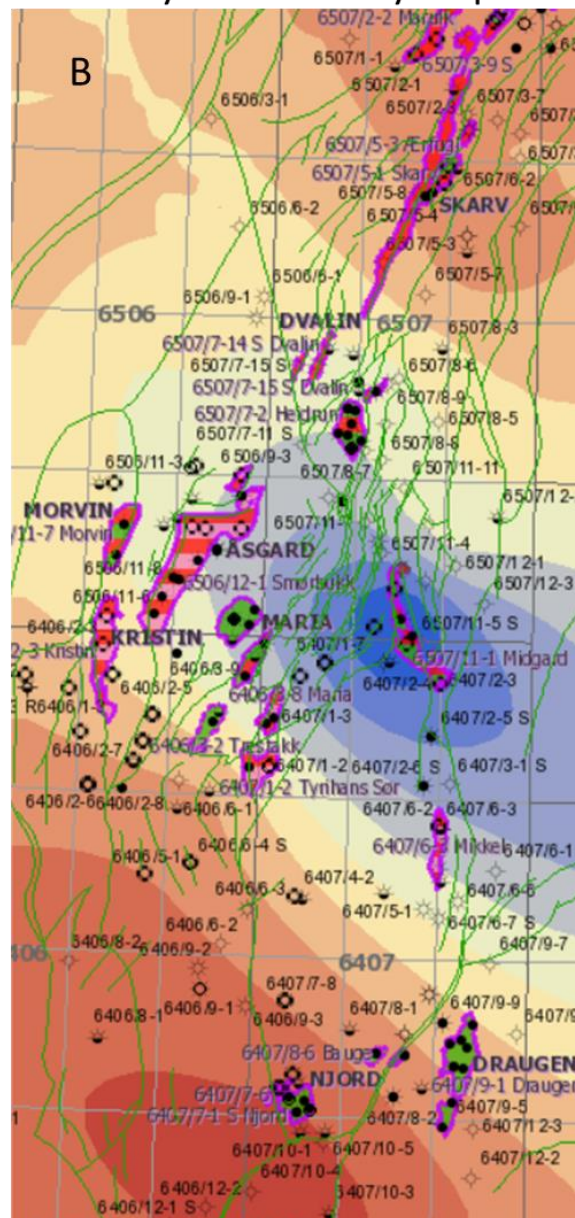 B
6507/2-2 Marulk
6507/1-1
6507/3-9 S
6507/2-1
6507/2-3
6507/3-7
6506/3-1
6507/5-3 Ærfugl
6507/5-1 Skarv
6507/5-8
6507/6-2
SKARV
6506/6-2
6507/5-4
6507/5-3
6507/5-7
6506/6-1
6506/9-1
6506
DVALIN
6507
6507/8-3
6507/7-14 S Dvalin
6507/7-15 S
6507/8-6
6507/7-15 S Dvalin
6507/8-9
6507/7-2 Heidrun
6507/8-5
6507/7-11 S
6507/8-8
6506/11-3
6506/9-3
6507/8-7
6507/11-11
6507/12-
MORVIN
6507/11-
/11-7 Morvin
ÅSGARD
6507/11-4
6506/11-8
6507/12-1
6506/12-1 Smørbukk
6507/12-3
6506/11-6
6507/11-5 S
6406/2-
MARIA
KRISTIN
6407/1-7
2-3 Kristin
6507/11-1 Midgard
6406/3-9
6407/2-
6407/2-3
6406/2-5
6406/3-8 Maria
R6406/1-
6407/1-3
6407/2-5 S
6406/2-7
6406/3-2 Trestakk
6407/1-2
6407/2-6 S
6407/3-1 S
6407/1-2 Tyrihans Sør
6406/2-6
6406/2-8
6406/6-1
6407/6-2
6407/6-3
6407/6-3 Mikkel
6406/6-4 S
6407/6-1
6406/5-1
6406/6-3
6407/4-2
6407/6-6
6407/5-1
6407/6-7 S
6406/6-2
6407/9-7
406
6406/8-2
6406/9-2
6407
6407/7-8
6406/9-1
6406/9-3
6407/8-1
6407/9-9
6407/9
6406/8-1
6407/8-6 Bauge
DRAUGEN
NJORD
6407/7-6
6407/9-1 Draugen
6407/7-1 S Njord
6407/8-2
6407/9-5
6407/12-3
6407/10-1
6407/10-5
6407/12-2
6407/10-4
6406/12-2
6407/10-3
6406/12-1 S